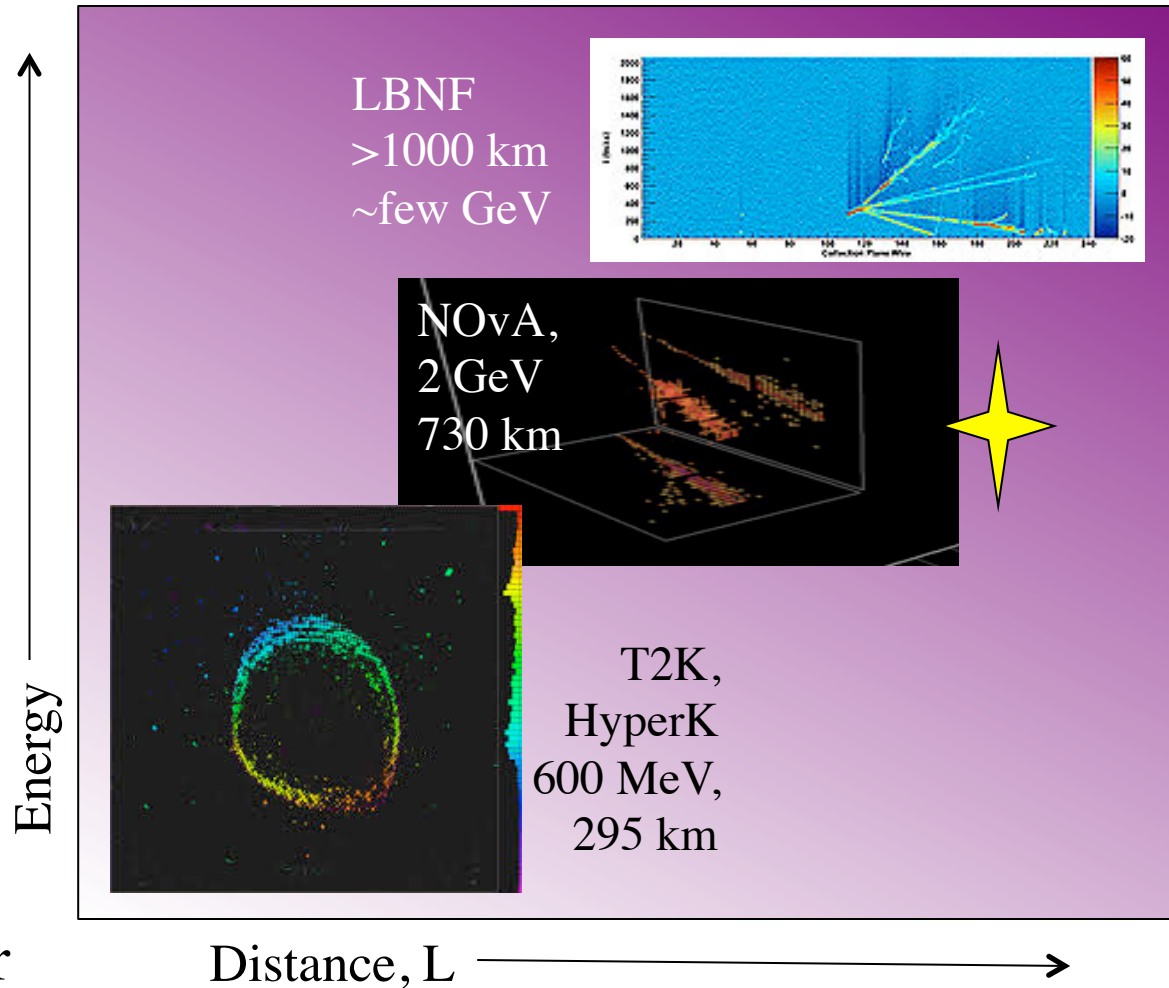 LBNF
>1000 km
~few GeV
NOvA,
2 GeV
730 km
T2K,
HyperK
600 MeV,
295 km
Energy
r
Distance, L